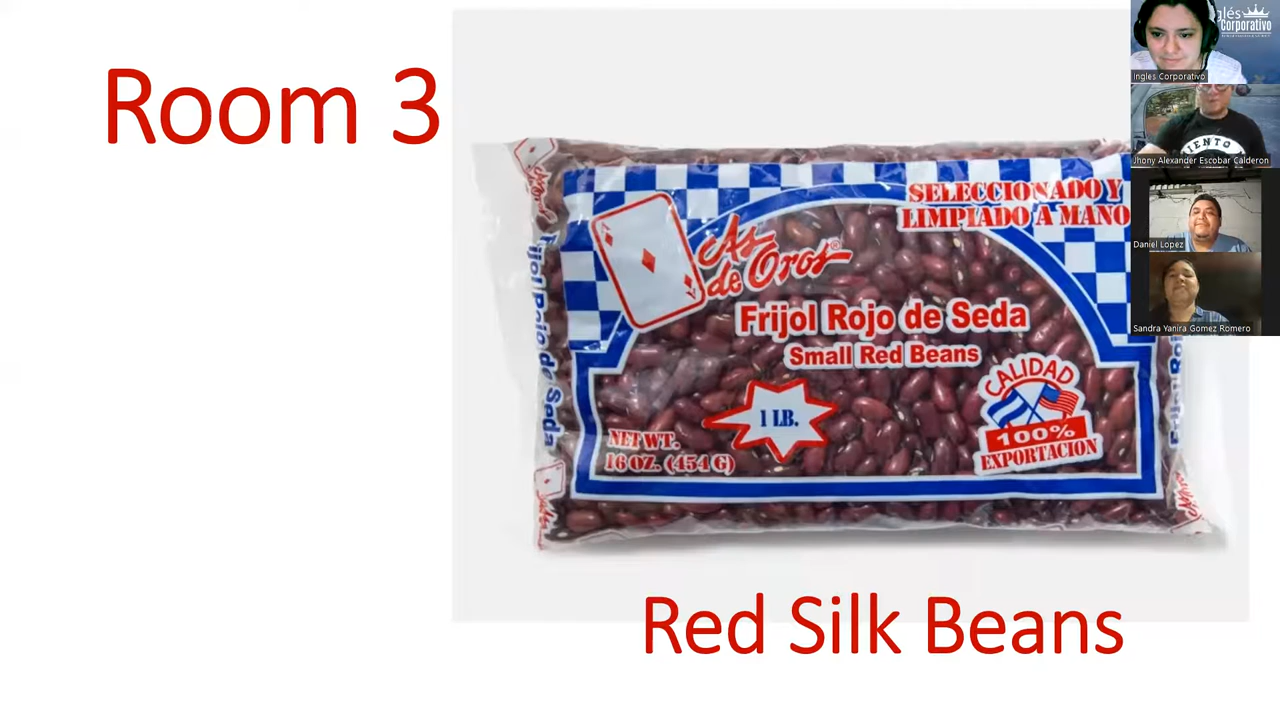 Room 3
SELECCIONADO Y
LIMPIADO A MANO
As
de Oros®
Frijol Rojo de Seda
Small Red Beans
1 LB.
NET WT.
16 OZ. (454 G)
CALIDAD
100%
EXPORTACION
Frijol Rojo de Seda
Red Silk Beans
glés
Corporativo
Ingles Corporativo
IENTO
Jhony Alexander Escobar Calderon
Daniel Lopez
Sandra Yanira Gomez Romero